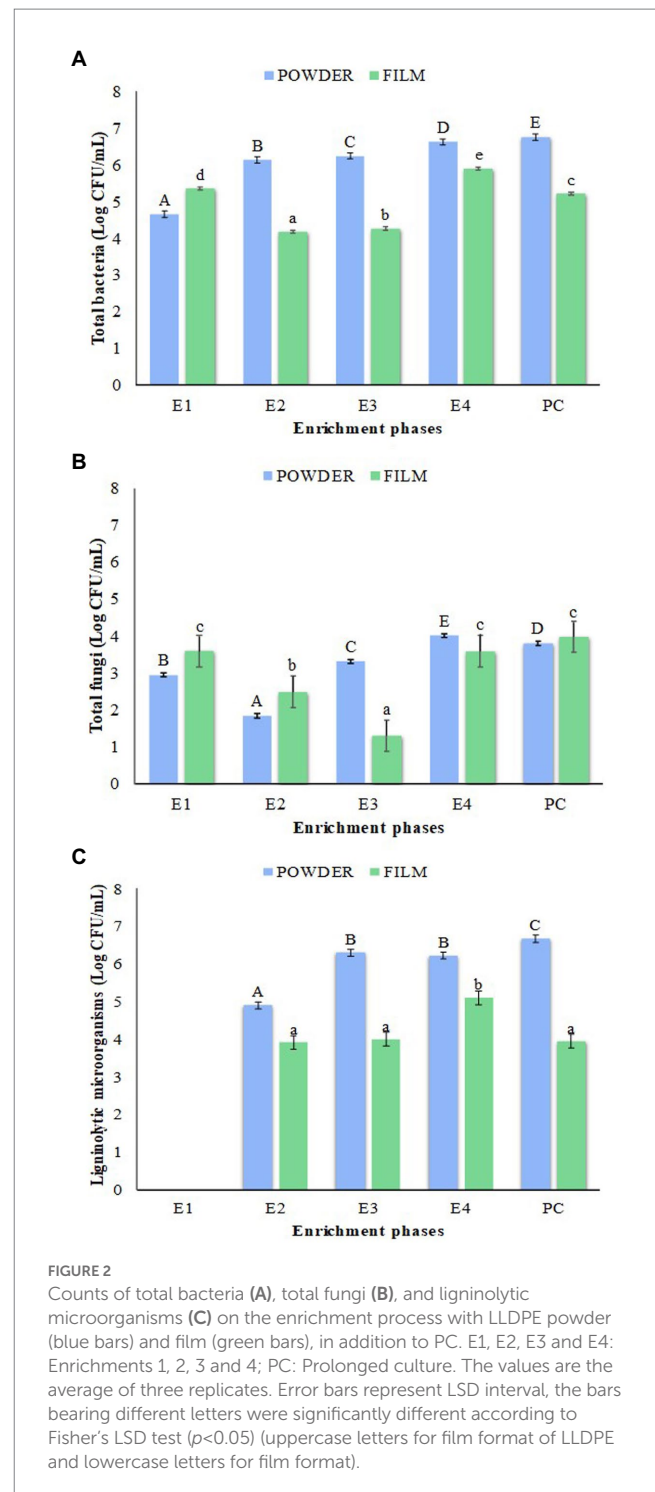 A
POWDER FILM
8
7
6
5
4
3
2
1
0
Total bacteria (Log CFU/mL)
A d B a C b D e E c
E1 E2 E3 E4 PC
Enrichment phases
B
POWDER FILM
8
7
6
5
4
3
2
1
0
Total fungi (Log CFU/mL)
B c A b C a E c D c
E1 E2 E3 E4 PC
Enrichment phases
C
POWDER FILM
8
7
6
5
4
3
2
1
0
Ligninolytic microorganisms (Log CFU/mL)
A a B a B b C a
E1 E2 E3 E4 PC
Enrichment phases
FIGURE 2
Counts of total bacteria (A), total fungi (B), and ligninolytic
microorganisms (C) on the enrichment process with LLDPE powder
(blue bars) and film (green bars), in addition to PC. E1, E2, E3 and E4:
Enrichments 1, 2, 3 and 4; PC: Prolonged culture. The values are the
average of three replicates. Error bars represent LSD interval, the bars
bearing different letters were significantly different according to
Fisher’s LSD test (p<0.05) (uppercase letters for film format of LLDPE
and lowercase letters for film format).